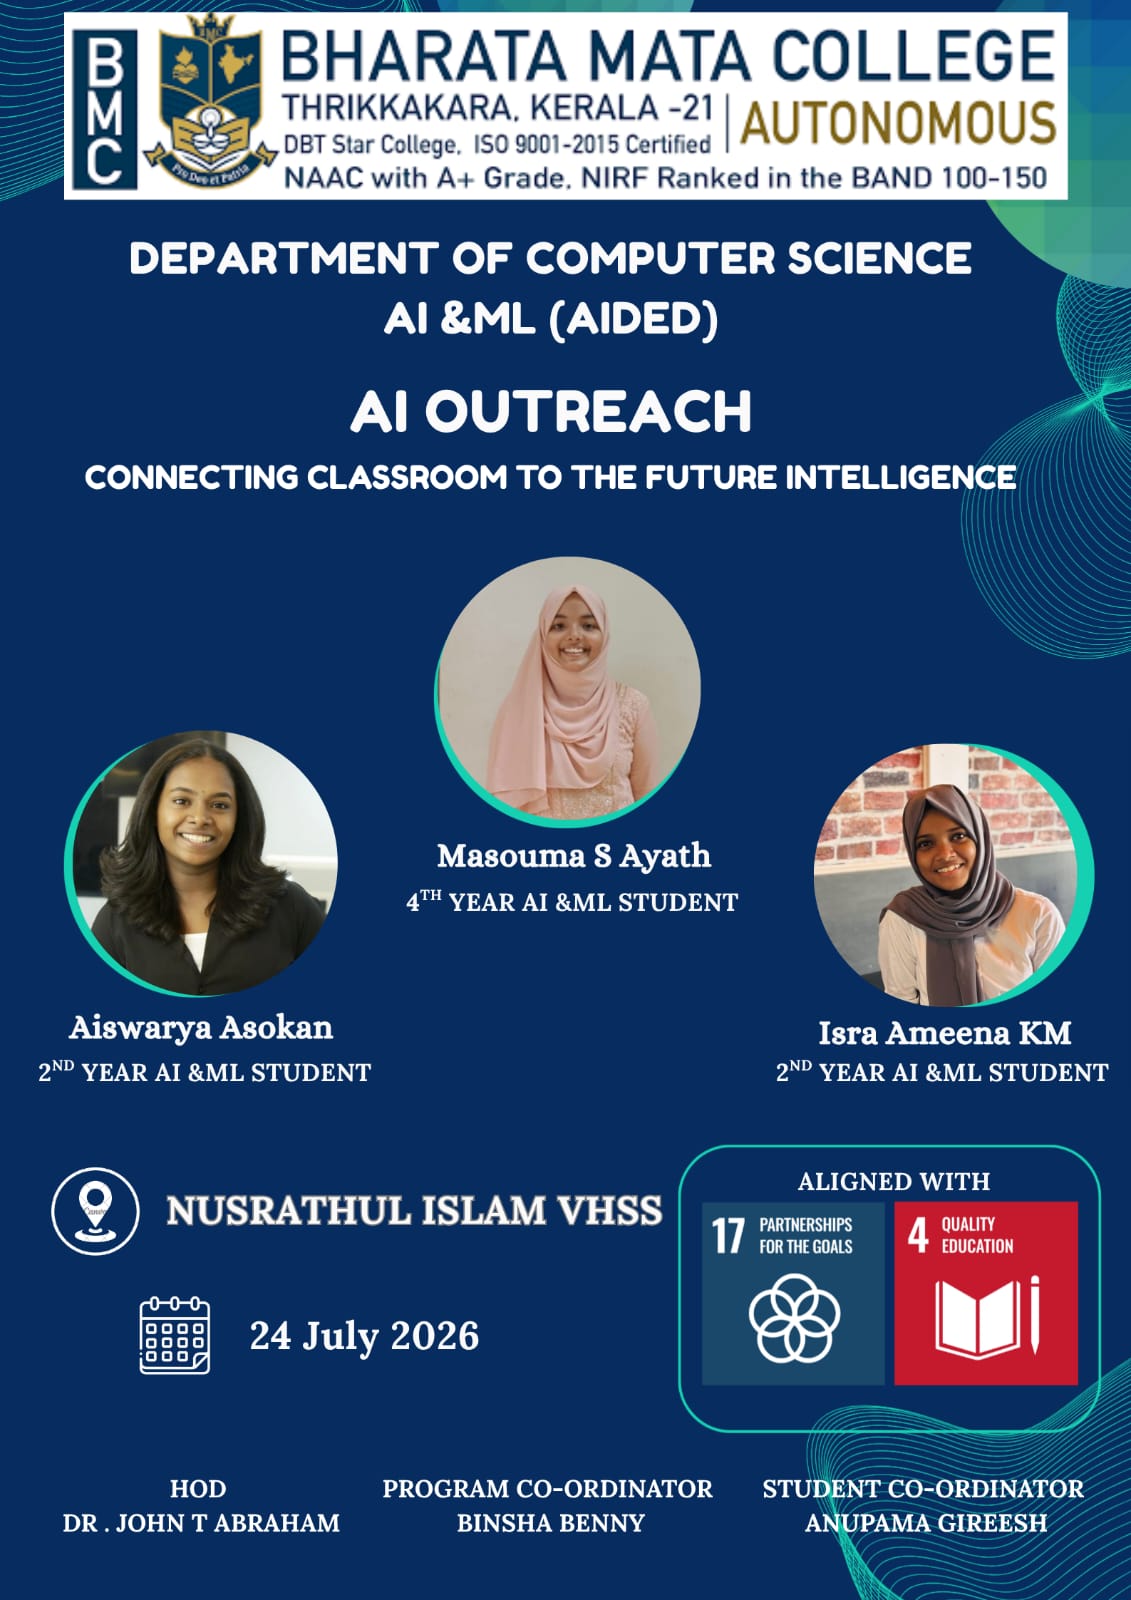 BMC
BMC
Pro Deo et Patria
BHARATA MATA COLLEGE
THRIKKAKARA, KERALA -21
AUTONOMOUS
DBT Star College, ISO 9001-2015 Certified
NAAC with A+ Grade, NIRF Ranked in the BAND 100-150
DEPARTMENT OF COMPUTER SCIENCE
AI &ML (AIDED)
AI OUTREACH
CONNECTING CLASSROOM TO THE FUTURE INTELLIGENCE
Masouma S Ayath
4TH YEAR AI &ML STUDENT
Aiswarya Asokan
2ND YEAR AI &ML STUDENT
Isra Ameena KM
2ND YEAR AI &ML STUDENT
Canva
NUSRATHUL ISLAM VHSS
24 July 2026
ALIGNED WITH
17 PARTNERSHIPS
FOR THE GOALS
4 QUALITY
EDUCATION
HOD
DR . JOHN T ABRAHAM
PROGRAM CO-ORDINATOR
BINSHA BENNY
STUDENT CO-ORDINATOR
ANUPAMA GIREESH